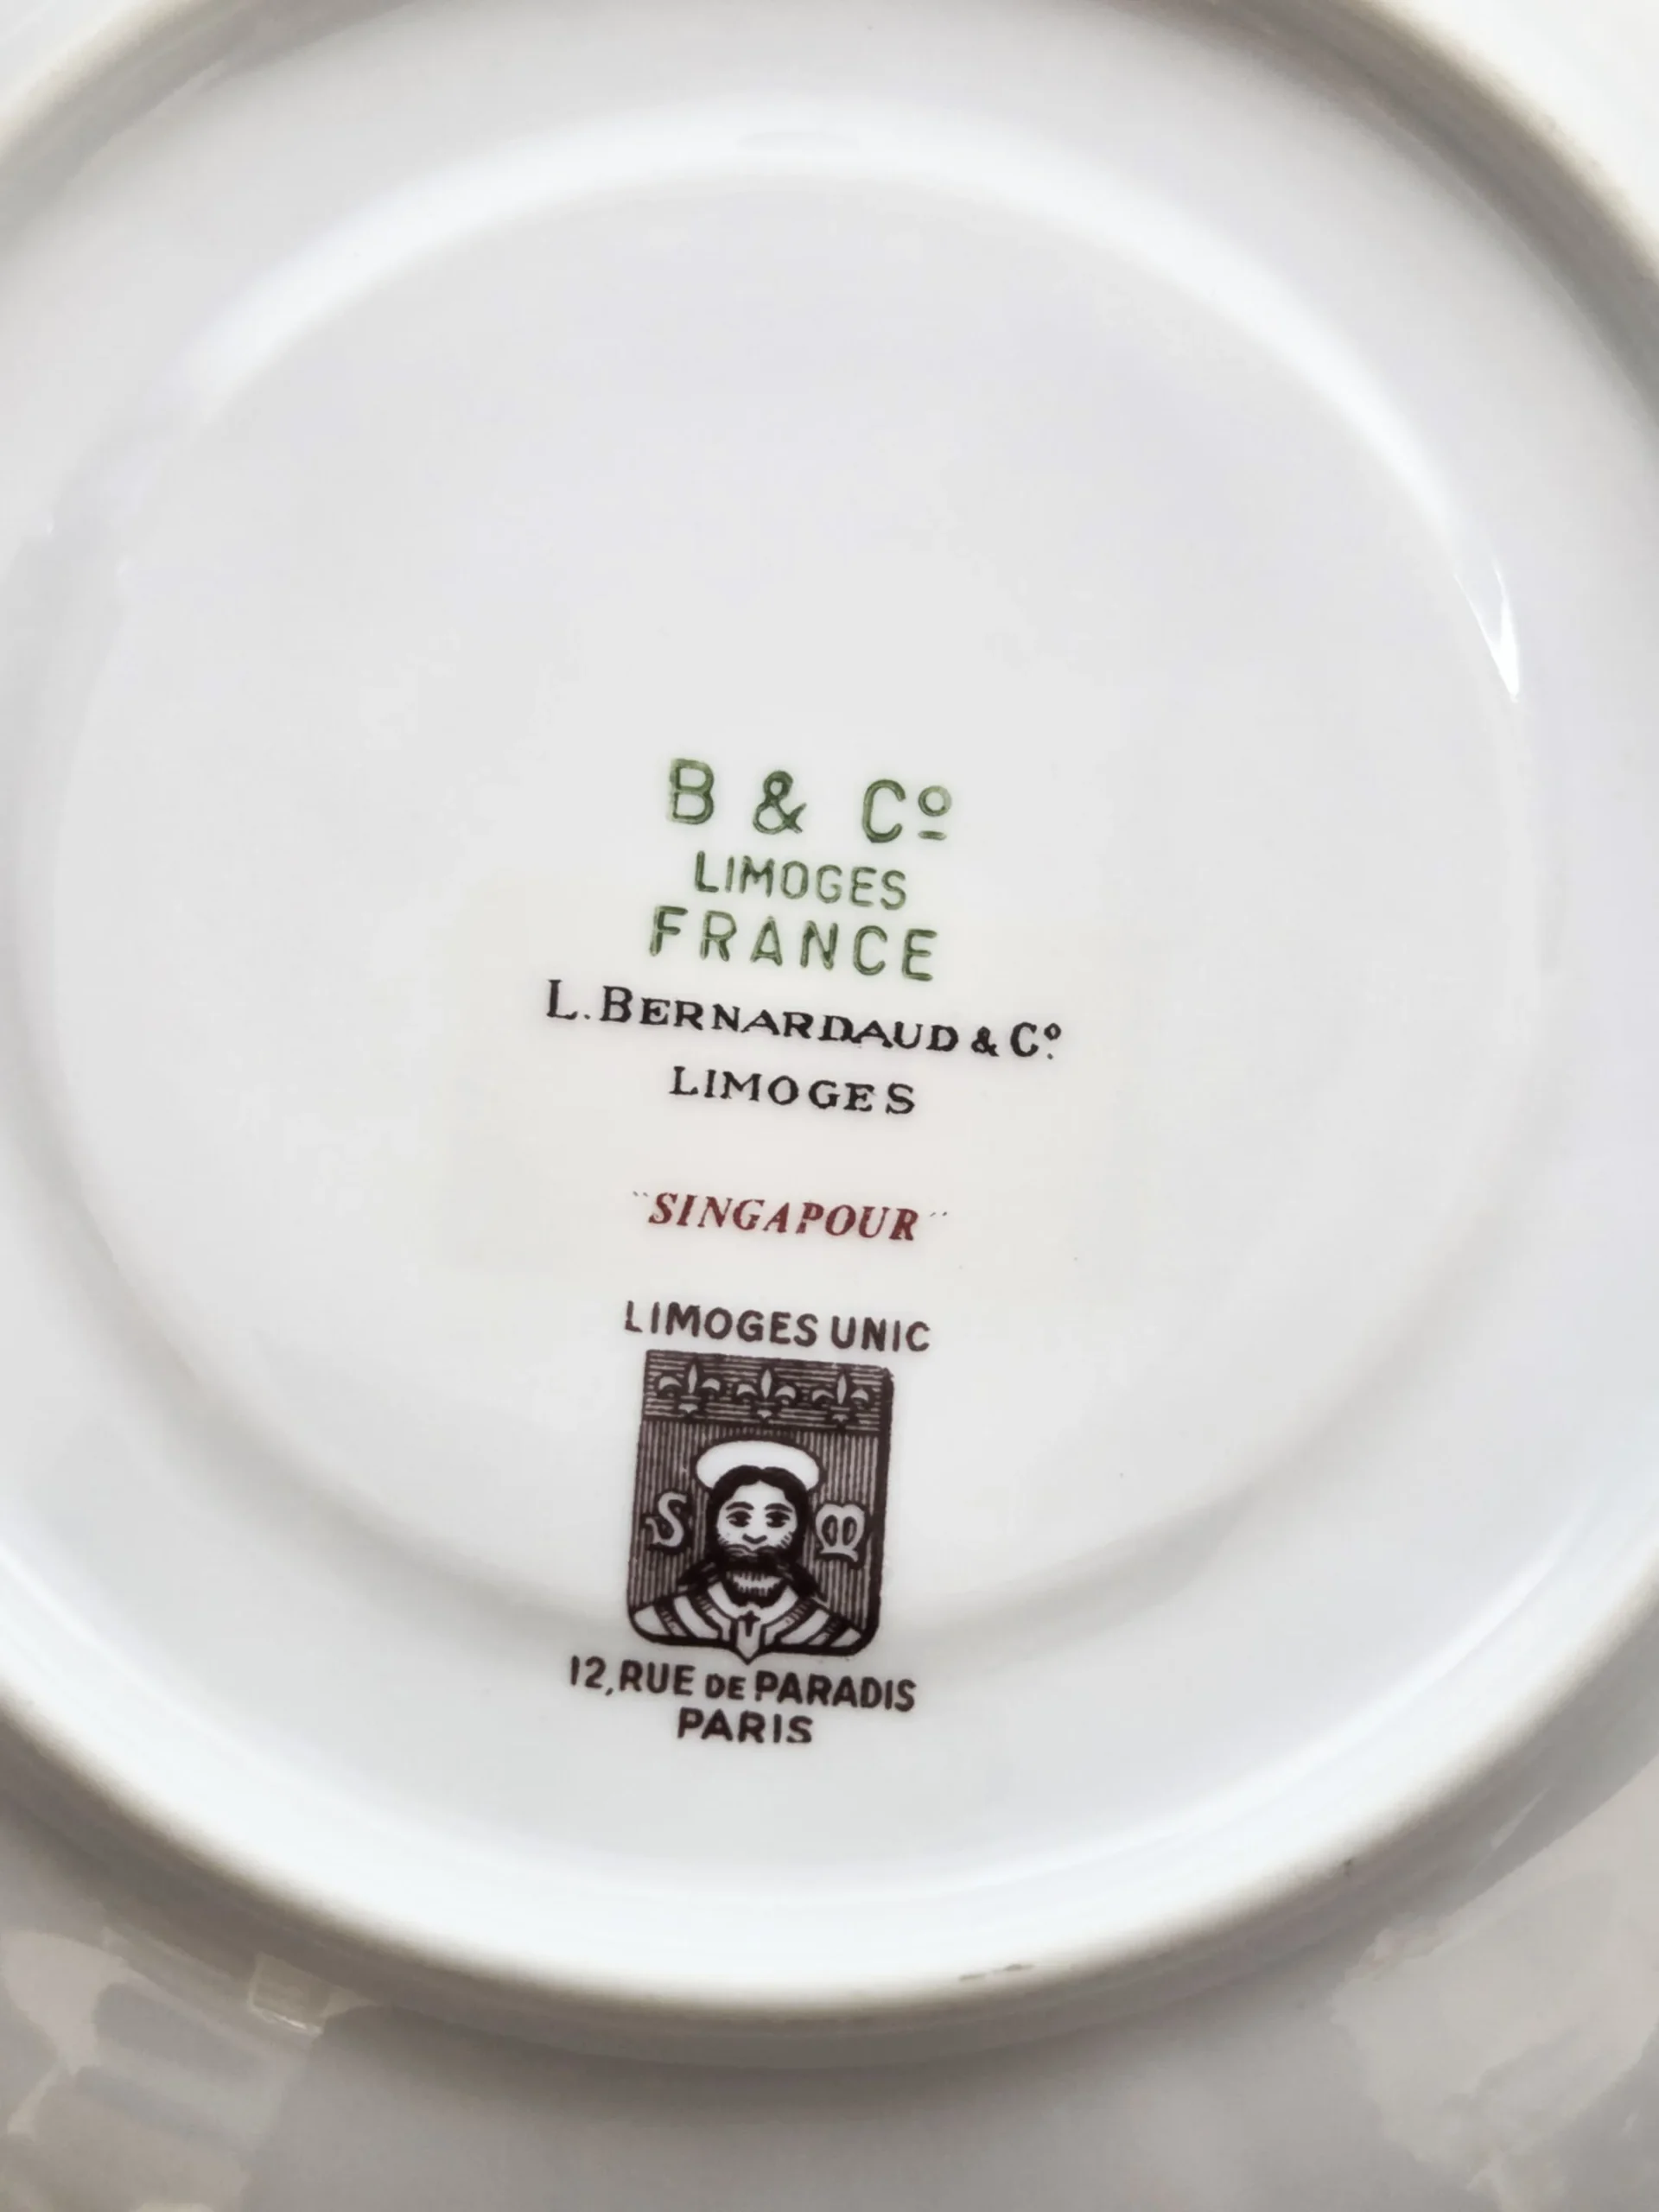 B & Cº
LIMOGES
FRANCE
L. BERNARDAUD & Cº
LIMOGES
"SINGAPOUR"
LIMOGES UNIC
S M
12, RUE DE PARADIS
PARIS